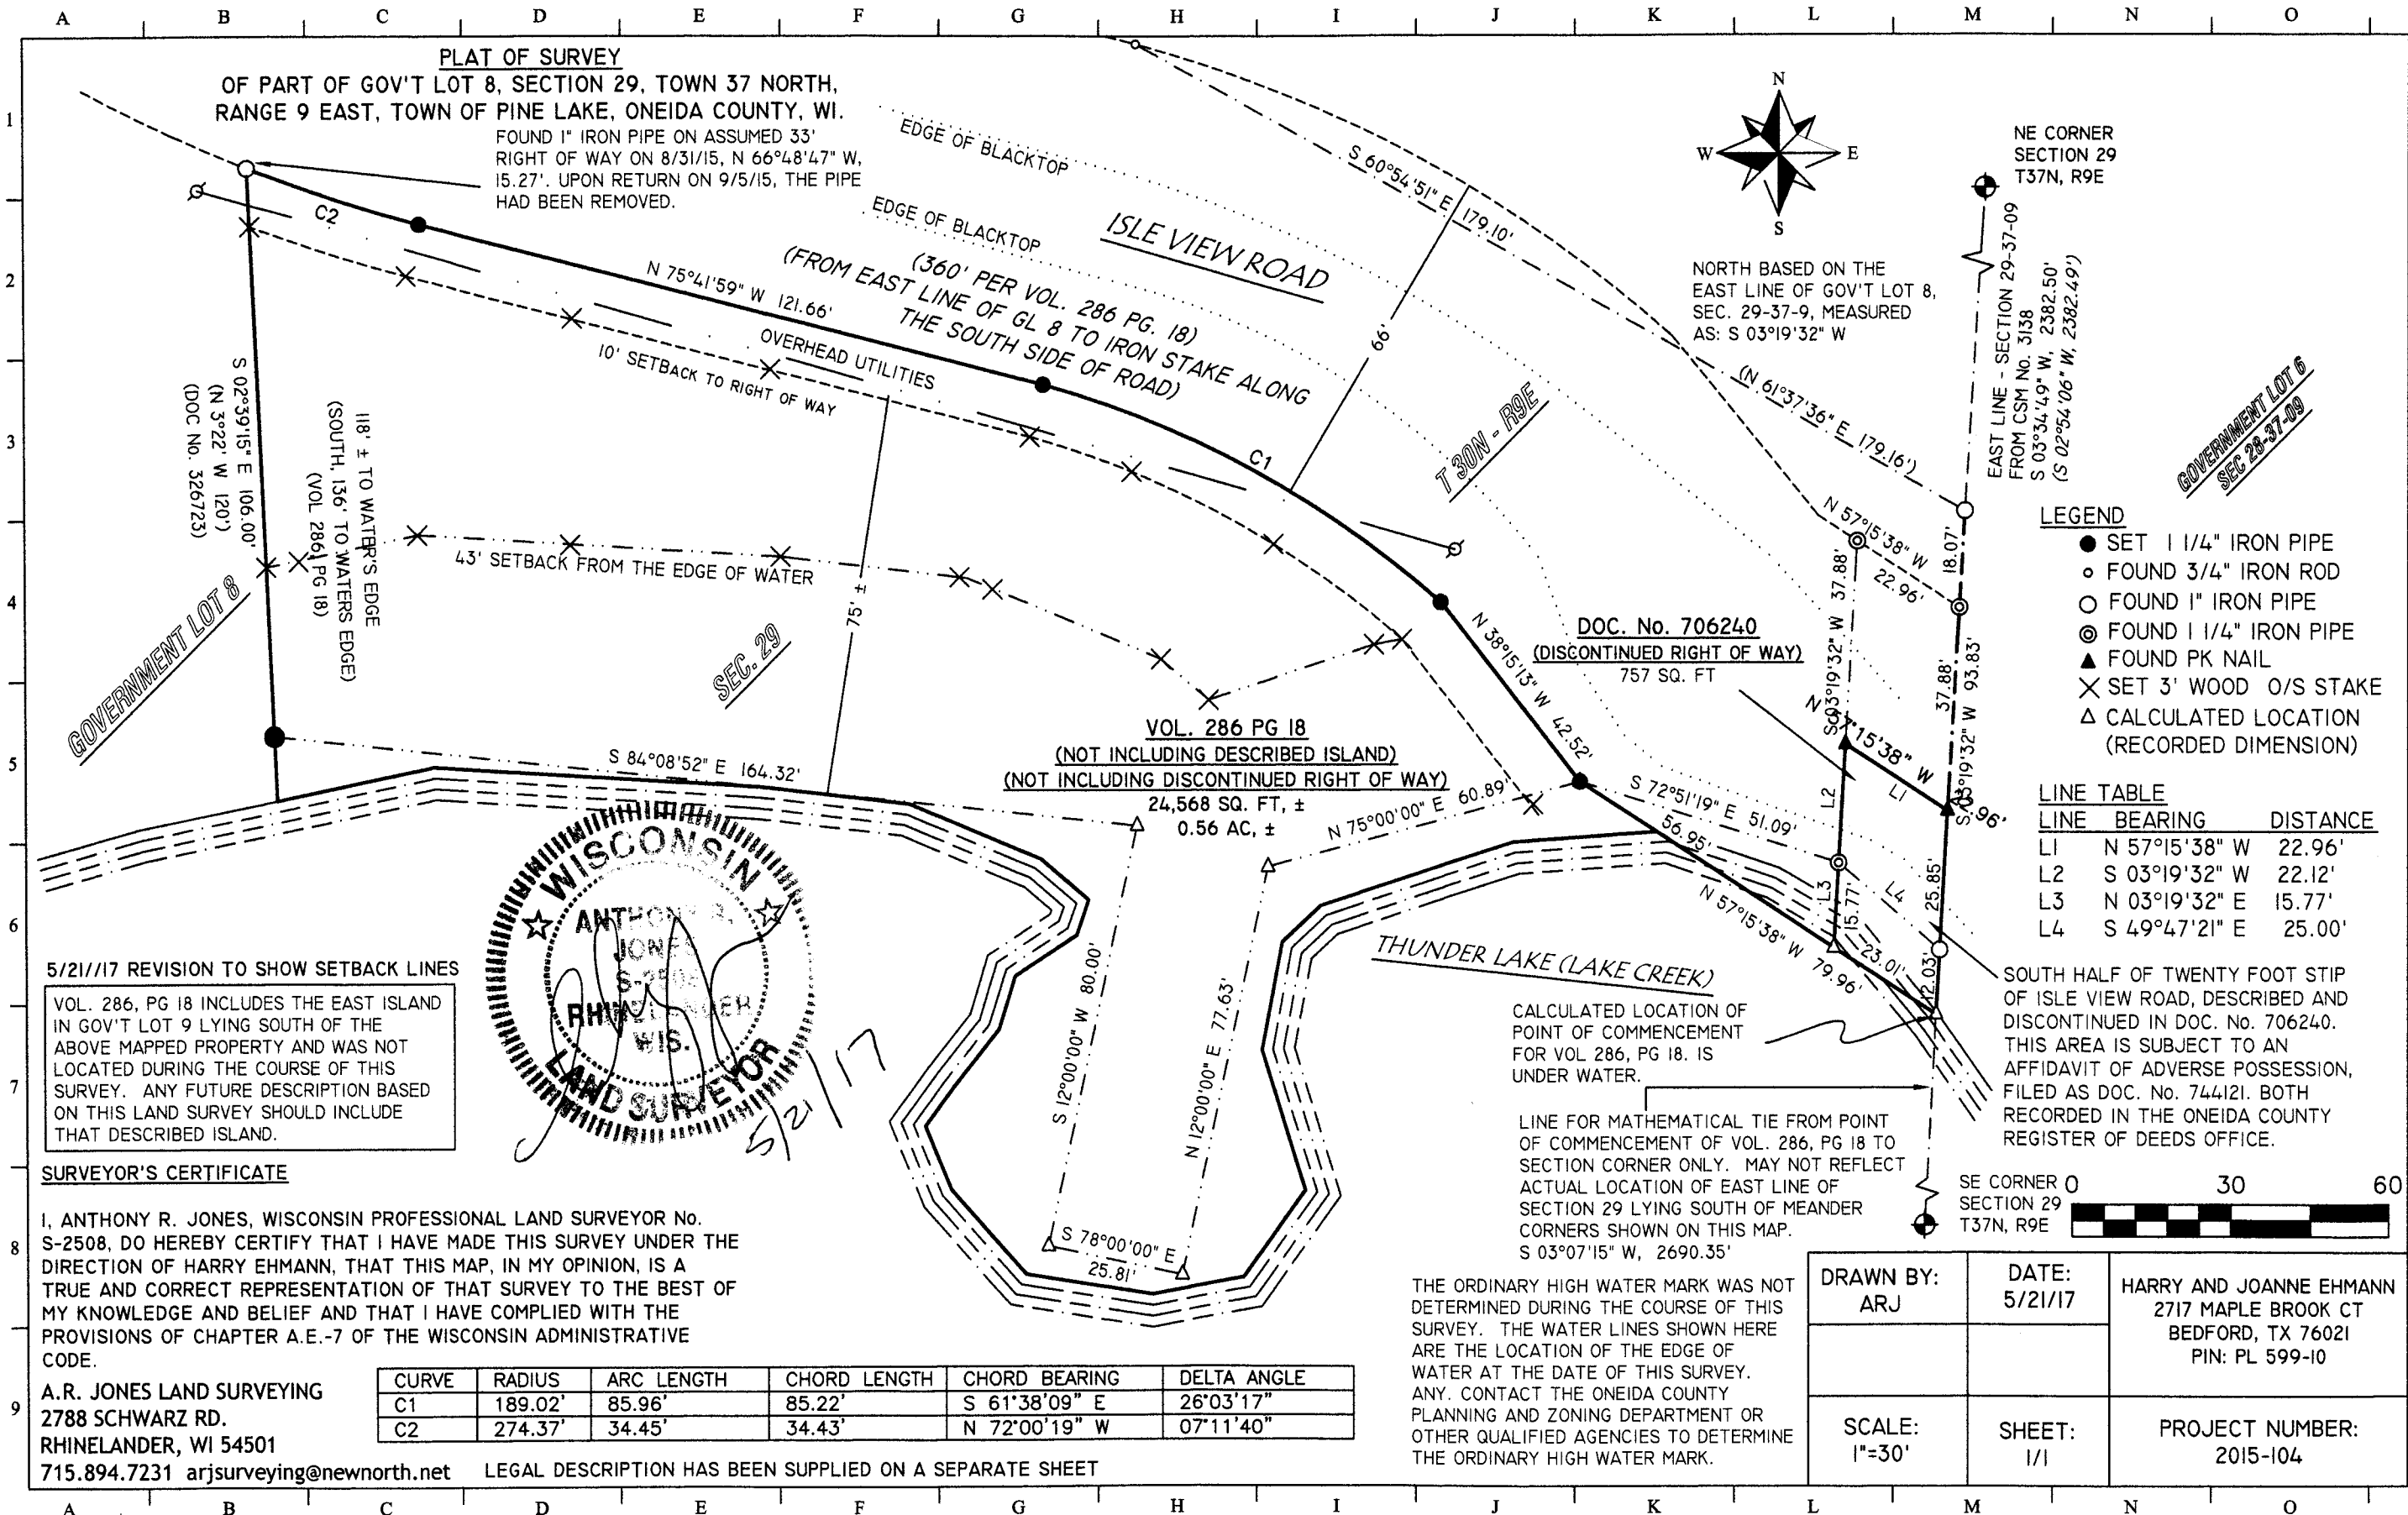 A B C D E F G H I J K L M N O
1
2
3
4
5
6
7
8
9
PLAT OF SURVEY
OF PART OF GOV'T LOT 8, SECTION 29, TOWN 37 NORTH,
RANGE 9 EAST, TOWN OF PINE LAKE, ONEIDA COUNTY, WI.
FOUND 1" IRON PIPE ON ASSUMED 33'
RIGHT OF WAY ON 8/31/15, N 66°48'47" W,
15.27'. UPON RETURN ON 9/5/15, THE PIPE
HAD BEEN REMOVED.
EDGE OF BLACKTOP
EDGE OF BLACKTOP
ISLE VIEW ROAD
S 60°54'51" E 179.10'
N
W E
S
NORTH BASED ON THE
EAST LINE OF GOV'T LOT 8,
SEC. 29-37-9, MEASURED
AS: S 03°19'32" W
NE CORNER
SECTION 29
T37N, R9E
EAST LINE - SECTION 29-37-09
FROM CSM No. 3138
S 03°34'49" W, 2382.50'
(S 02°54'06" W, 2382.49')
GOVERNMENT LOT 6
SEC 28-37-09
C2
N 75°41'59" W 121.66'
(360' PER VOL. 286 PG. 18)
(FROM EAST LINE OF GL 8 TO IRON STAKE ALONG
THE SOUTH SIDE OF ROAD)
OVERHEAD UTILITIES
10' SETBACK TO RIGHT OF WAY
66'
C1
T 30N - R9E
(N 61°37'36" E 179.16')
N 57°15'38" W
22.96'
18.07'
S 02°39'15" E 106.00'
(N 3°22' W 120')
(DOC No. 326723)
118' ± TO WATER'S EDGE
(SOUTH, 136' TO WATERS EDGE)
(VOL 286 PG 18)
43' SETBACK FROM THE EDGE OF WATER
75' ±
GOVERNMENT LOT 8
SEC. 29
N 38°15'13" W 42.52'
DOC. No. 706240
(DISCONTINUED RIGHT OF WAY)
757 SQ. FT
S 03°19'32" W 37.88'
37.88'
S 03°19'32" W 93.83'
N 57°15'38" W
L1
22.96'
LEGEND
SET 1 1/4" IRON PIPE
FOUND 3/4" IRON ROD
FOUND 1" IRON PIPE
FOUND 1 1/4" IRON PIPE
FOUND PK NAIL
SET 3' WOOD O/S STAKE
CALCULATED LOCATION
(RECORDED DIMENSION)
LINE TABLE
LINE BEARING DISTANCE
L1 N 57°15'38" W 22.96'
L2 S 03°19'32" W 22.12'
L3 N 03°19'32" E 15.77'
L4 S 49°47'21" E 25.00'
S 84°08'52" E 164.32'
VOL. 286 PG 18
(NOT INCLUDING DESCRIBED ISLAND)
(NOT INCLUDING DISCONTINUED RIGHT OF WAY)
24,568 SQ. FT, ±
0.56 AC, ±
N 75°00'00" E 60.89'
S 72°51'19" E 51.09'
56.95'
N 57°15'38" W 79.96'
L2
L3
15.77'
L4
25.85'
23.01'
12.03'
THUNDER LAKE (LAKE CREEK)
S 12°00'00" W 80.00'
N 12°00'00" E 77.63'
S 78°00'00" E
25.81'
WISCONSIN
ANTHONY R.
JONES
S-2508
RHINELANDER
WIS.
LAND SURVEYOR
5/21/17
5/21//17 REVISION TO SHOW SETBACK LINES
VOL. 286, PG 18 INCLUDES THE EAST ISLAND
IN GOV'T LOT 9 LYING SOUTH OF THE
ABOVE MAPPED PROPERTY AND WAS NOT
LOCATED DURING THE COURSE OF THIS
SURVEY. ANY FUTURE DESCRIPTION BASED
ON THIS LAND SURVEY SHOULD INCLUDE
THAT DESCRIBED ISLAND.
CALCULATED LOCATION OF
POINT OF COMMENCEMENT
FOR VOL 286, PG 18. IS
UNDER WATER.
LINE FOR MATHEMATICAL TIE FROM POINT
OF COMMENCEMENT OF VOL. 286, PG 18 TO
SECTION CORNER ONLY. MAY NOT REFLECT
ACTUAL LOCATION OF EAST LINE OF
SECTION 29 LYING SOUTH OF MEANDER
CORNERS SHOWN ON THIS MAP.
S 03°07'15" W, 2690.35'
SOUTH HALF OF TWENTY FOOT STIP
OF ISLE VIEW ROAD, DESCRIBED AND
DISCONTINUED IN DOC. No. 706240.
THIS AREA IS SUBJECT TO AN
AFFIDAVIT OF ADVERSE POSSESSION,
FILED AS DOC. No. 744121. BOTH
RECORDED IN THE ONEIDA COUNTY
REGISTER OF DEEDS OFFICE.
SE CORNER
SECTION 29
T37N, R9E
0 30 60
SURVEYOR'S CERTIFICATE
I, ANTHONY R. JONES, WISCONSIN PROFESSIONAL LAND SURVEYOR No.
S-2508, DO HEREBY CERTIFY THAT I HAVE MADE THIS SURVEY UNDER THE
DIRECTION OF HARRY EHMANN, THAT THIS MAP, IN MY OPINION, IS A
TRUE AND CORRECT REPRESENTATION OF THAT SURVEY TO THE BEST OF
MY KNOWLEDGE AND BELIEF AND THAT I HAVE COMPLIED WITH THE
PROVISIONS OF CHAPTER A.E.-7 OF THE WISCONSIN ADMINISTRATIVE
CODE.
A.R. JONES LAND SURVEYING
2788 SCHWARZ RD.
RHINELANDER, WI 54501
715.894.7231 arjsurveying@newnorth.net
CURVE RADIUS ARC LENGTH CHORD LENGTH CHORD BEARING DELTA ANGLE
C1 189.02' 85.96' 85.22' S 61°38'09" E 26°03'17"
C2 274.37' 34.45' 34.43' N 72°00'19" W 07°11'40"
LEGAL DESCRIPTION HAS BEEN SUPPLIED ON A SEPARATE SHEET
THE ORDINARY HIGH WATER MARK WAS NOT
DETERMINED DURING THE COURSE OF THIS
SURVEY. THE WATER LINES SHOWN HERE
ARE THE LOCATION OF THE EDGE OF
WATER AT THE DATE OF THIS SURVEY.
ANY. CONTACT THE ONEIDA COUNTY
PLANNING AND ZONING DEPARTMENT OR
OTHER QUALIFIED AGENCIES TO DETERMINE
THE ORDINARY HIGH WATER MARK.
DRAWN BY:
ARJ
DATE:
5/21/17
HARRY AND JOANNE EHMANN
2717 MAPLE BROOK CT
BEDFORD, TX 76021
PIN: PL 599-10
SCALE:
1"=30'
SHEET:
1/1
PROJECT NUMBER:
2015-104
A B C D E F G H I J K L M N O